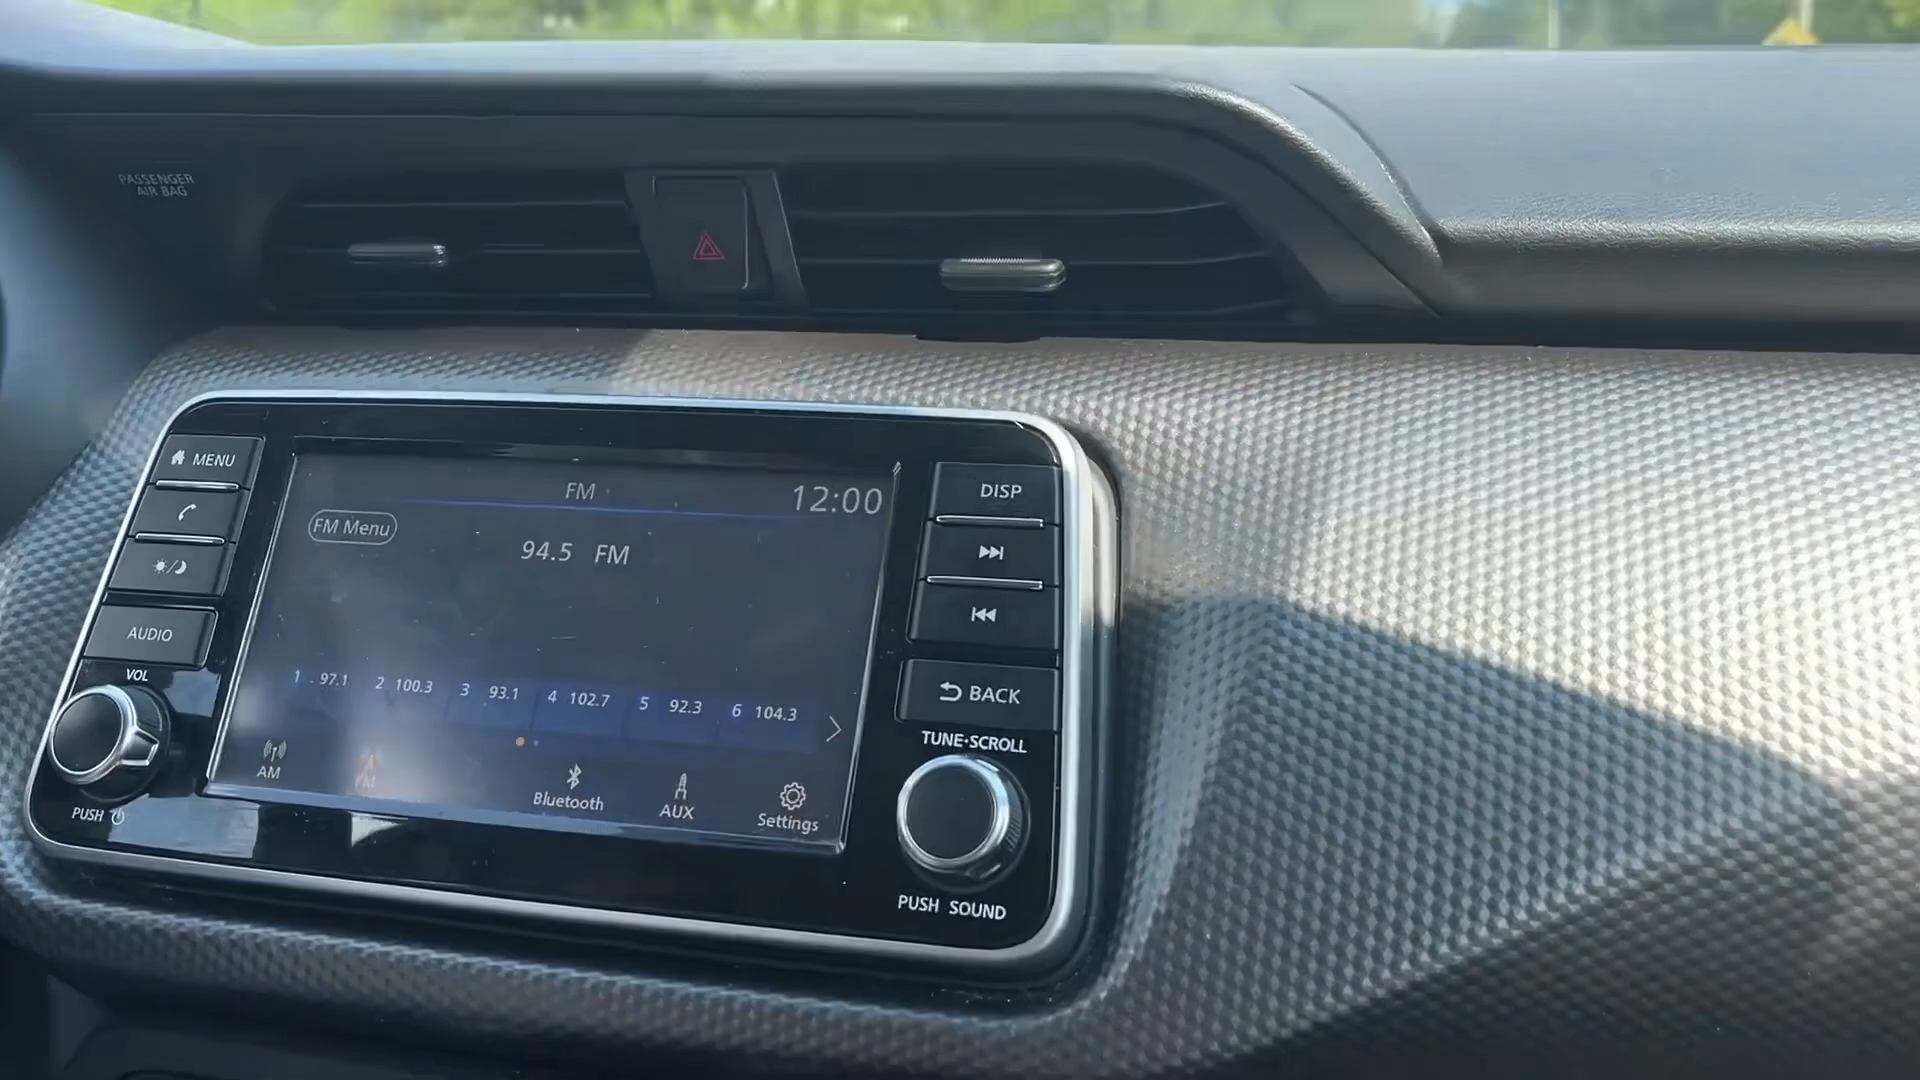 PASSENGER
AIR BAG
MENU
AUDIO
VOL
PUSH
FM
12:00
FM Menu
94.5 FM
1 97.1 2 100.3 3 93.1 4 102.7 5 92.3 6 104.3
AM FM Bluetooth AUX Settings
DISP
BACK
TUNE·SCROLL
PUSH SOUND